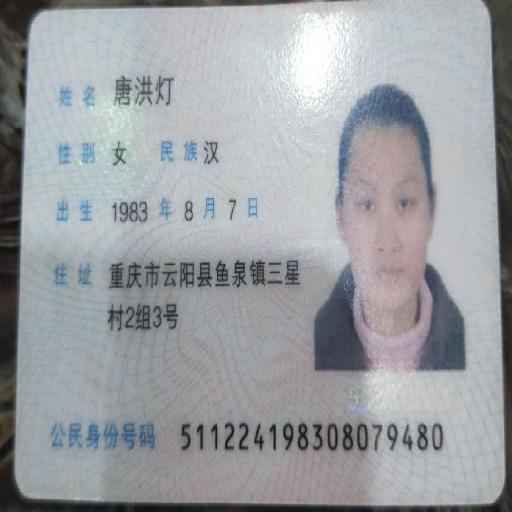 姓名 唐洪灯
性别 女 民族 汉
出生 1983 年 8 月 7 日
住址 重庆市云阳县鱼泉镇三星
村2组3号
公民身份号码 511224198308079480